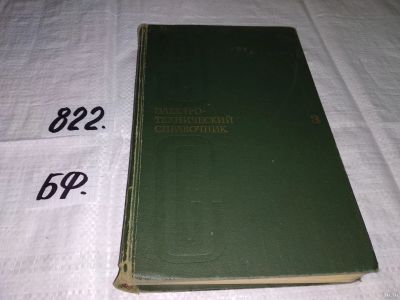 822.
БФ.
ЭЛЕКТРО-
ТЕХНИЧЕСКИЙ
СПРАВОЧНИК
3